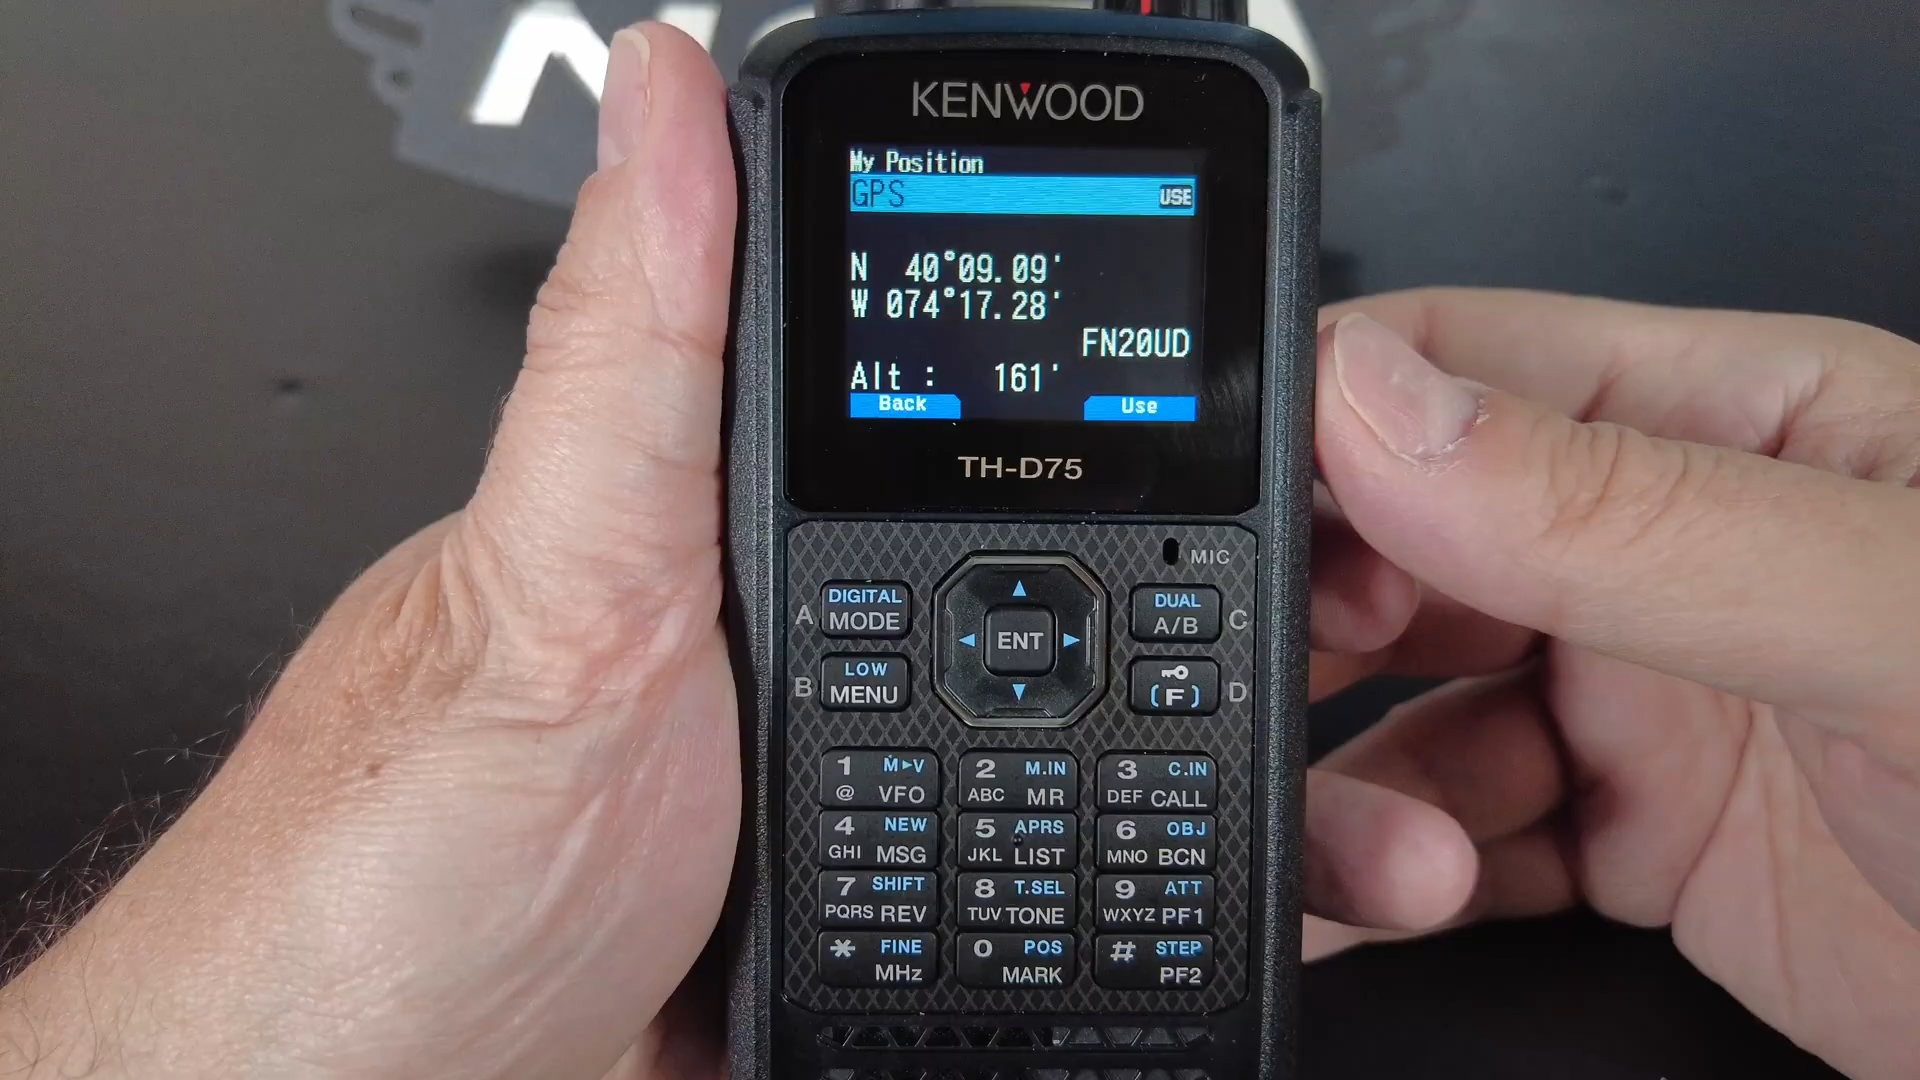 KENWOOD
My Position
GPS USE
N 40°09.09'
W 074°17.28'
FN20UD
Alt : 161'
Back Use
TH-D75
MIC
A DIGITAL MODE
B LOW MENU
ENT
DUAL A/B C
(F) D
1 M►V @ VFO
2 M.IN ABC MR
3 C.IN DEF CALL
4 NEW GHI MSG
5 APRS JKL LIST
6 OBJ MNO BCN
7 SHIFT PQRS REV
8 T.SEL TUV TONE
9 ATT WXYZ PF1
* FINE MHz
0 POS MARK
# STEP PF2